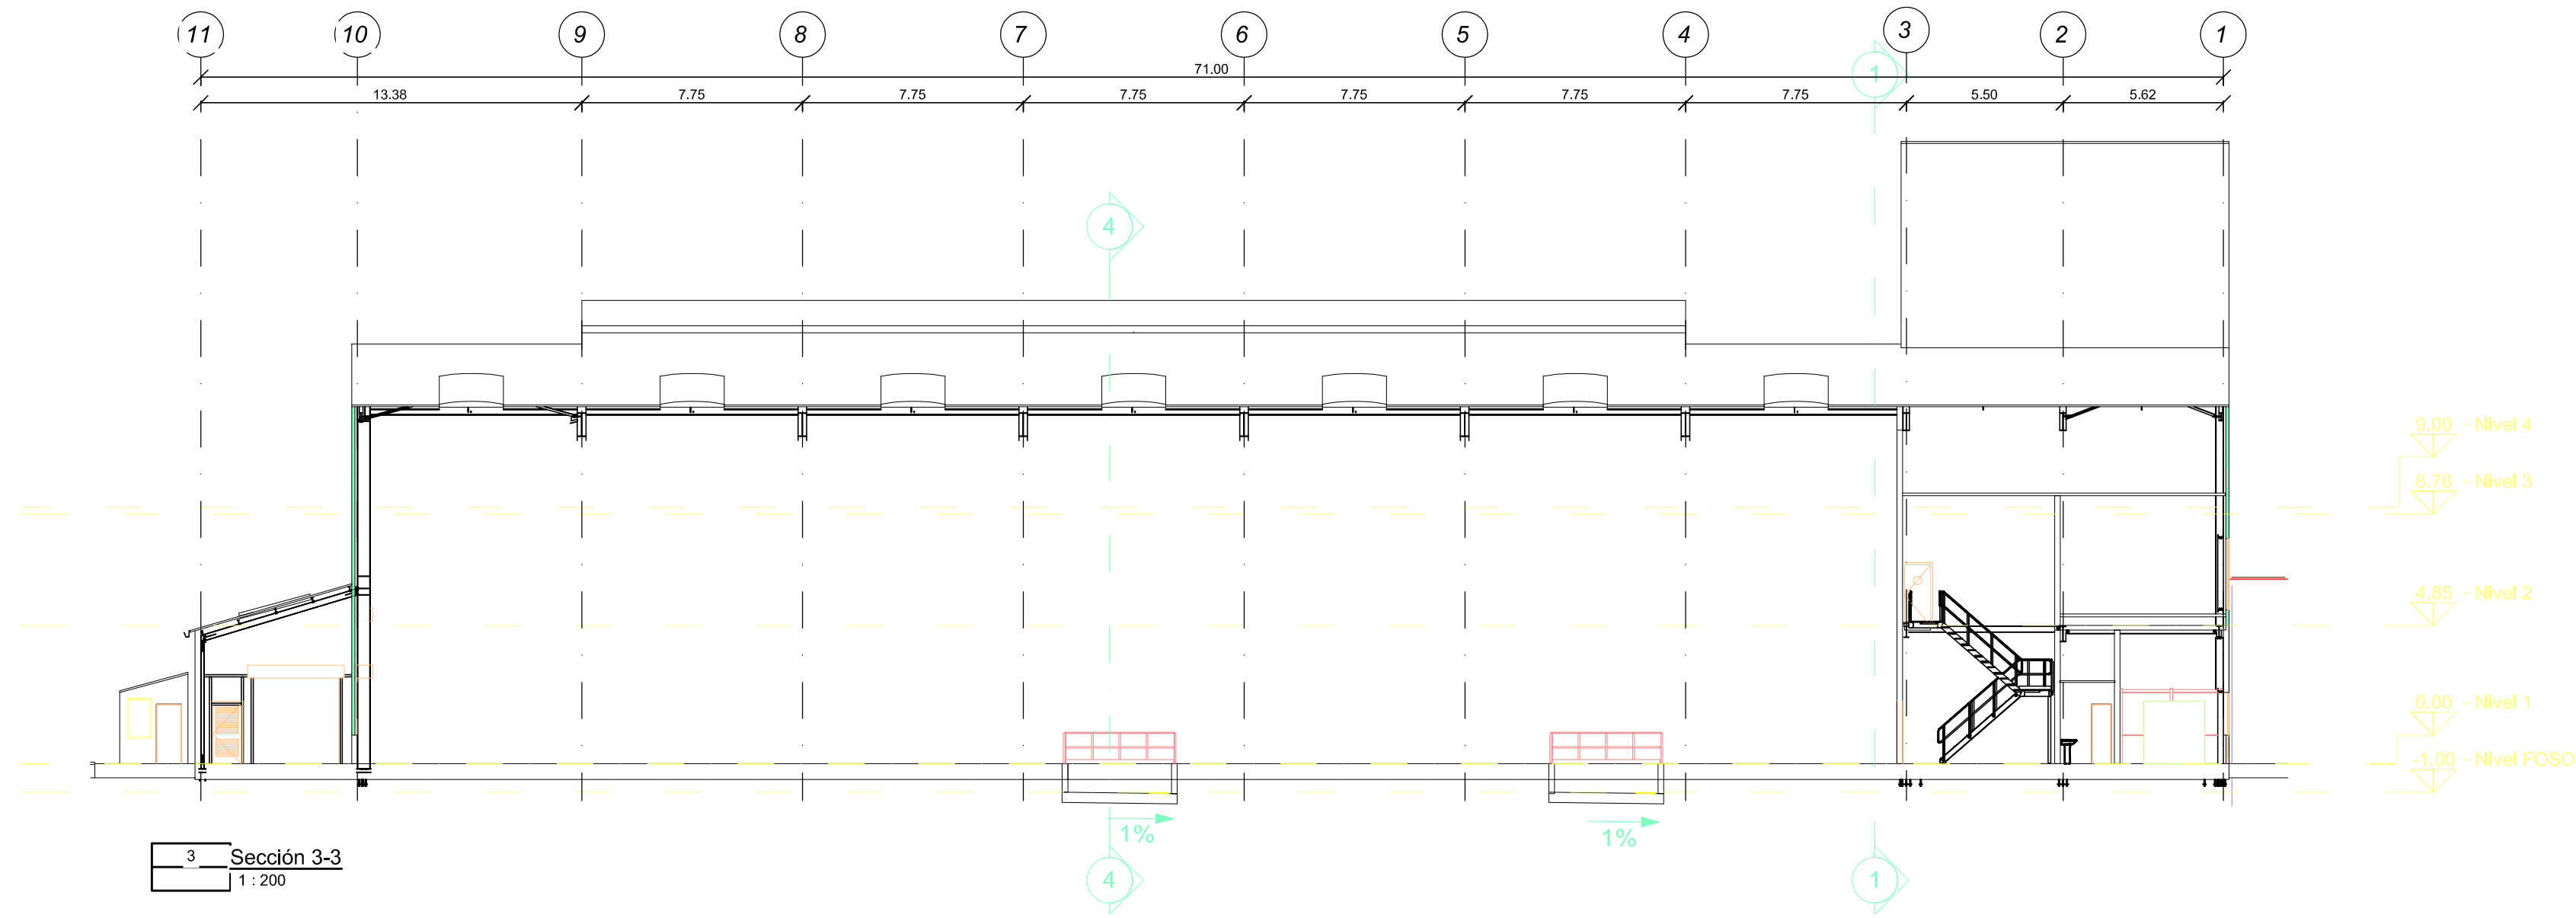 11 10 9 8 7 6 5 4 3 2 1
71.00
1
13.38 7.75 7.75 7.75 7.75 7.75 7.75 5.50 5.62
4
9.00 - Nivel 4
8.76 - Nivel 3
4.85 - Nivel 2
0.00 - Nivel 1
-1.00 - Nivel FOSO
1% 1%
3 Sección 3-3
1 : 200
4 1